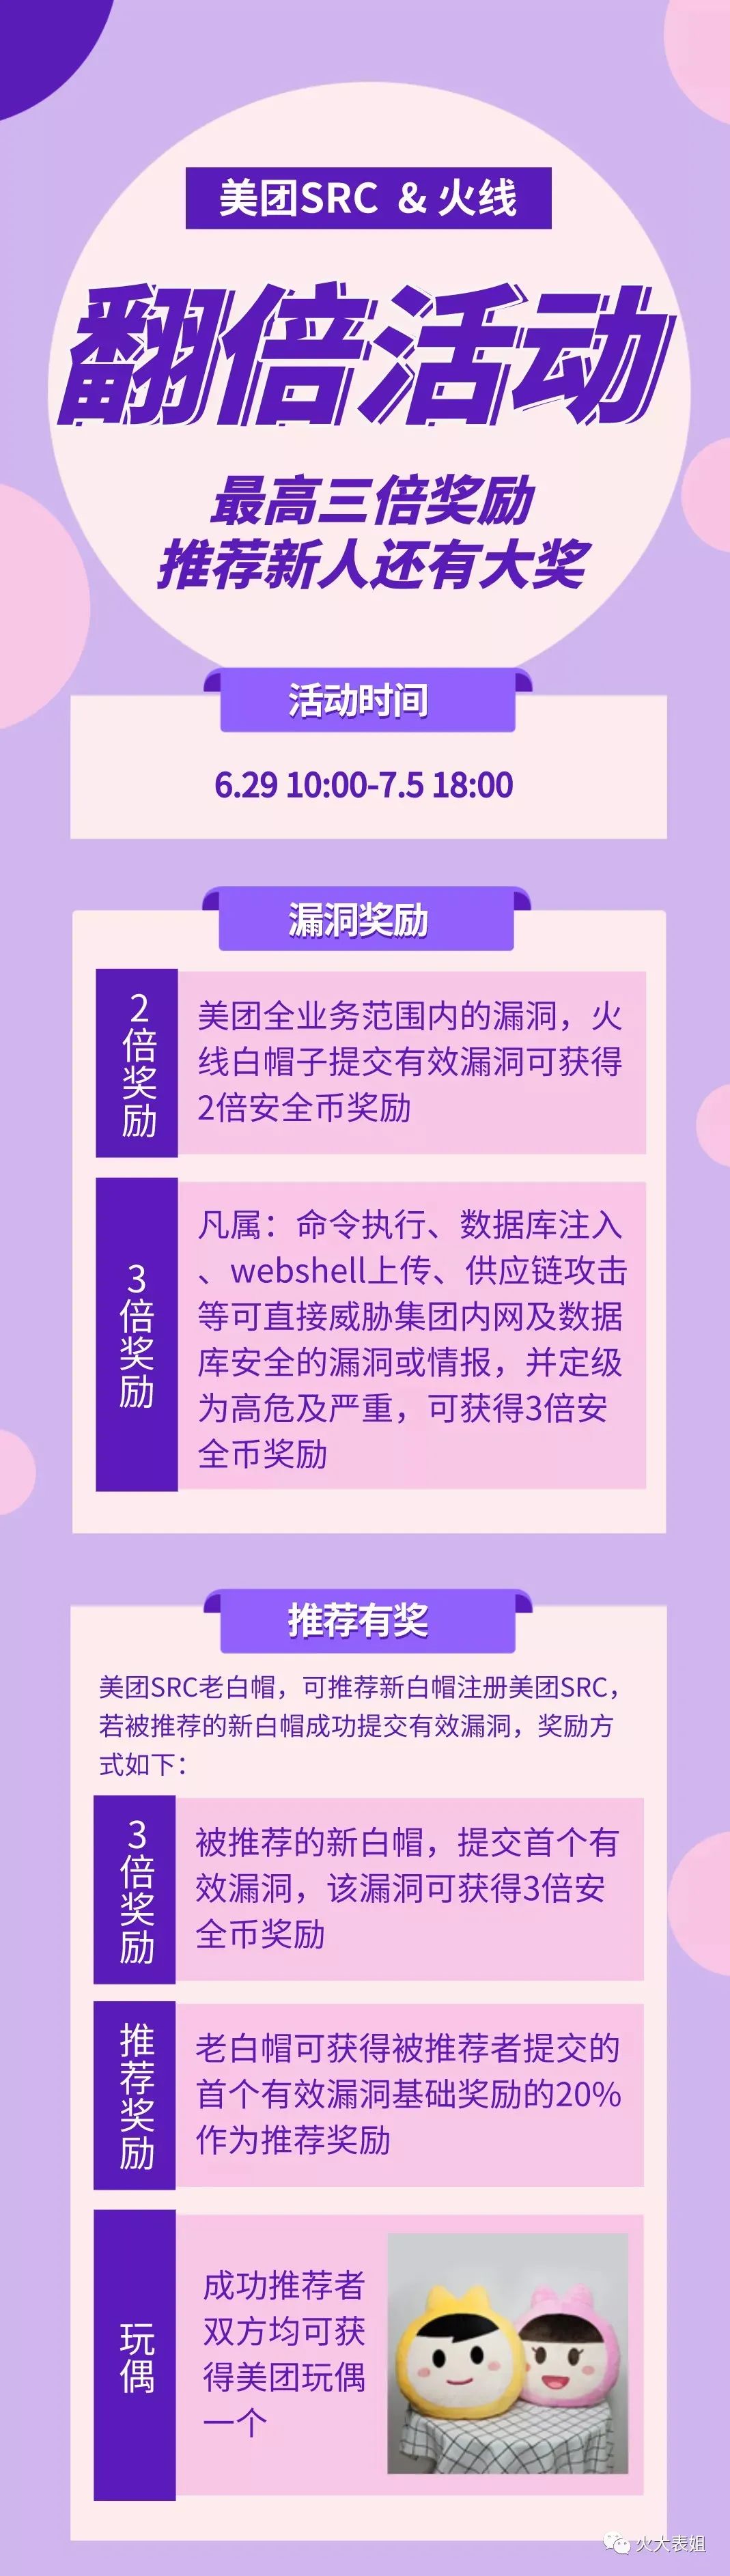 美团SRC & 火线
翻倍活动
最高三倍奖励
推荐新人还有大奖
活动时间
6.29 10:00-7.5 18:00
漏洞奖励
2倍奖励
美团全业务范围内的漏洞，火
线白帽子提交有效漏洞可获得
2倍安全币奖励
3倍奖励
凡属：命令执行、数据库注入
、webshell上传、供应链攻击
等可直接威胁集团内网及数据
库安全的漏洞或情报，并定级
为高危及严重，可获得3倍安
全币奖励
推荐有奖
美团SRC老白帽，可推荐新白帽注册美团SRC，
若被推荐的新白帽成功提交有效漏洞，奖励方
式如下：
3倍奖励
被推荐的新白帽，提交首个有
效漏洞，该漏洞可获得3倍安
全币奖励
推荐奖励
老白帽可获得被推荐者提交的
首个有效漏洞基础奖励的20%
作为推荐奖励
玩偶
成功推荐者
双方均可获
得美团玩偶
一个
火大表姐